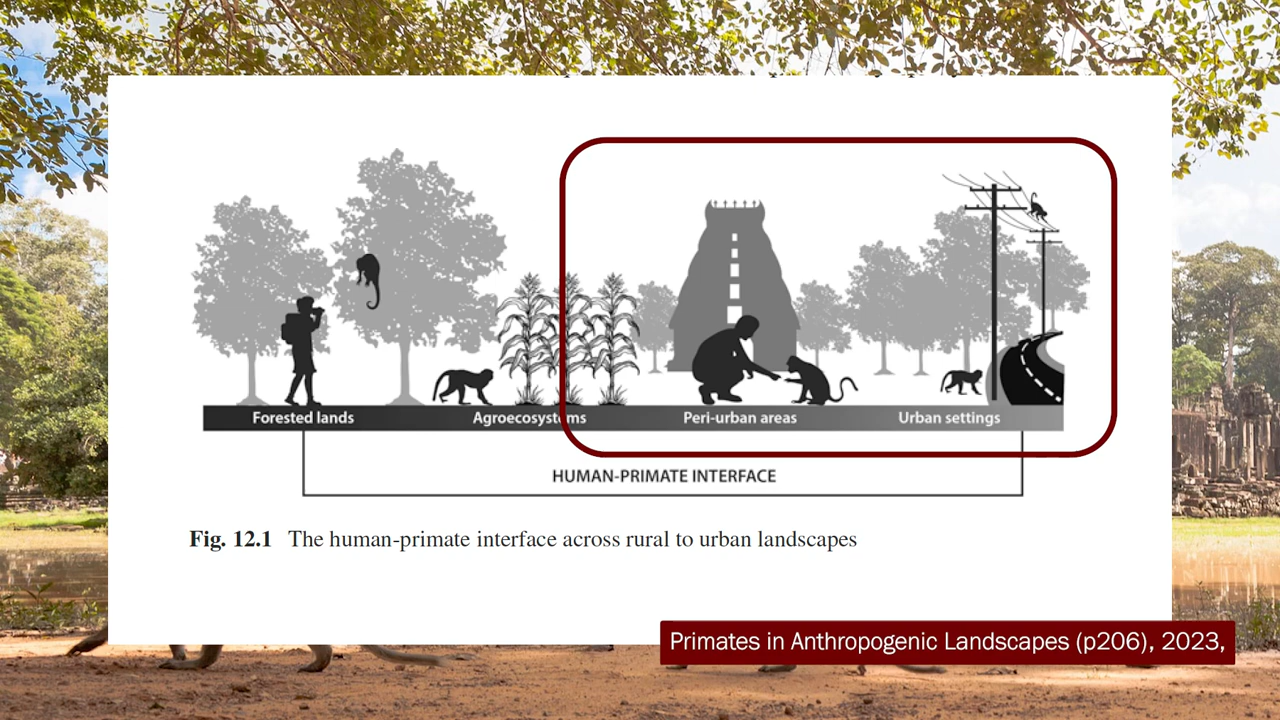 Forested lands
Agroecosystems
Peri-urban areas
Urban settings
HUMAN-PRIMATE INTERFACE
Fig. 12.1 The human-primate interface across rural to urban landscapes
Primates in Anthropogenic Landscapes (p206), 2023,